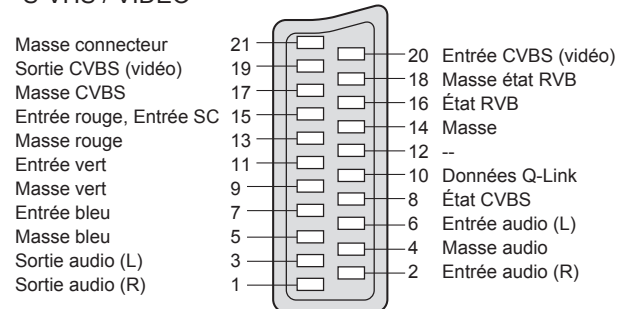 S-VHS / VIDEO
Masse connecteur 21
Sortie CVBS (vidéo) 19
Masse CVBS 17
Entrée rouge, Entrée SC 15
Masse rouge 13
Entrée vert 11
Masse vert 9
Entrée bleu 7
Masse bleu 5
Sortie audio (L) 3
Sortie audio (R) 1
20 Entrée CVBS (vidéo)
18 Masse état RVB
16 État RVB
14 Masse
12 --
10 Données Q-Link
8 État CVBS
6 Entrée audio (L)
4 Masse audio
2 Entrée audio (R)